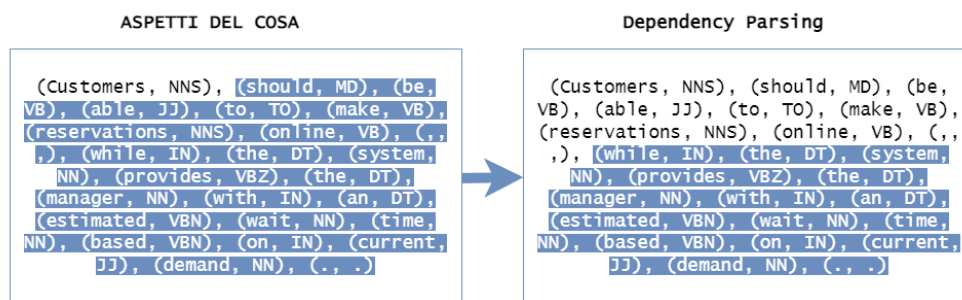 ASPETTI DEL COSA
(Customers, NNS), (should, MD), (be,
VB), (able, JJ), (to, TO), (make, VB),
(reservations, NNS), (online, VB), (,,
,), (while, IN), (the, DT), (system,
NN), (provides, VBZ), (the, DT),
(manager, NN), (with, IN), (an, DT),
(estimated, VBN), (wait, NN), (time,
NN), (based, VBN), (on, IN), (current,
JJ), (demand, NN), (., .)
Dependency Parsing
(Customers, NNS), (should, MD), (be,
VB), (able, JJ), (to, TO), (make, VB),
(reservations, NNS), (online, VB), (,,
,), (while, IN), (the, DT), (system,
NN), (provides, VBZ), (the, DT),
(manager, NN), (with, IN), (an, DT),
(estimated, VBN), (wait, NN), (time,
NN), (based, VBN), (on, IN), (current,
JJ), (demand, NN), (., .)